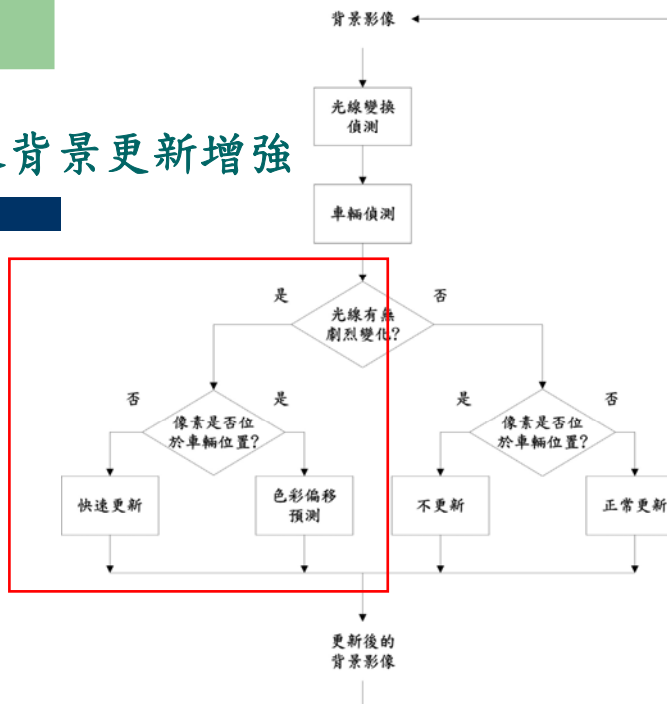 背景影像
光線變換
偵測
背景更新增強
車輛偵測
是
否
光線有無
劇烈變化?
否
是
是
否
像素是否位
於車輛位置?
像素是否位
於車輛位置?
快速更新
色彩偏移
預測
不更新
正常更新
更新後的
背景影像